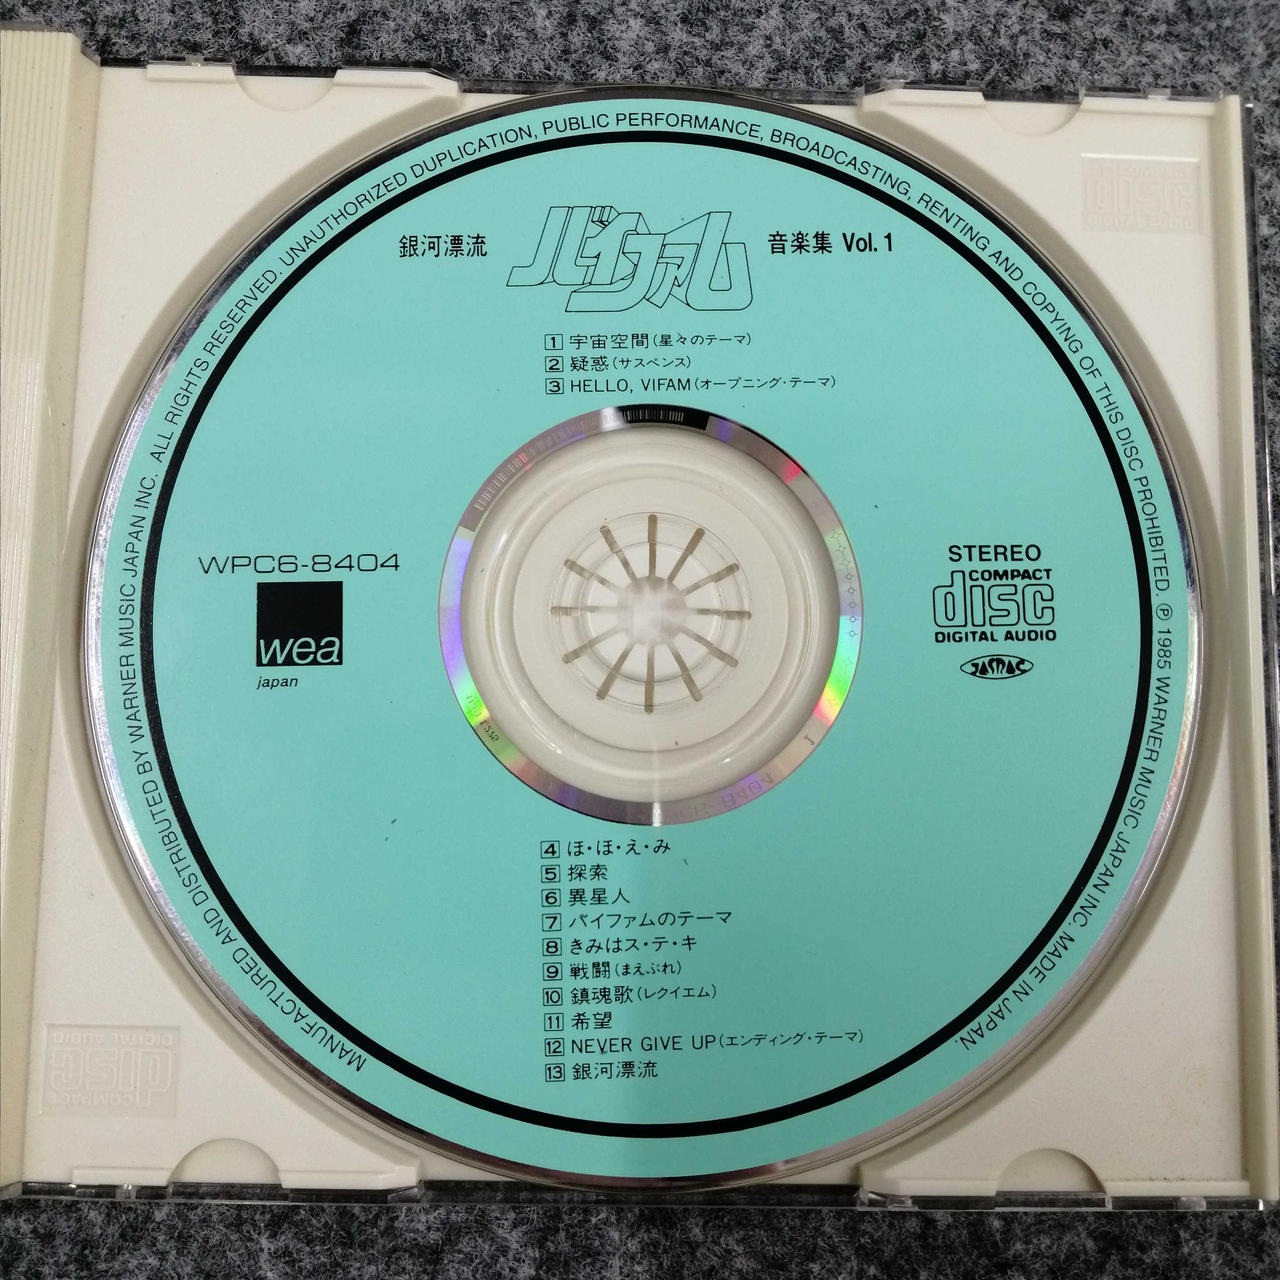 MANUFACTURED AND DISTRIBUTED BY WARNER MUSIC JAPAN INC. ALL RIGHTS RESERVED. UNAUTHORIZED DUPLICATION, PUBLIC PERFORMANCE, BROADCASTING, RENTING AND COPYING OF THIS DISC PROHIBITED. Ⓟ 1985 WARNER MUSIC JAPAN INC. MADE IN JAPAN.
銀河漂流 バイファム 音楽集 Vol.1
1 宇宙空間(星々のテーマ)
2 疑惑(サスペンス)
3 HELLO, VIFAM(オープニング・テーマ)
WPC6-8404
wea
japan
STEREO
COMPACT
disc
DIGITAL AUDIO
JASRAC
4 ほ・ほ・え・み
5 探索
6 異星人
7 バイファムのテーマ
8 きみはス・テ・キ
9 戦闘(まえぶれ)
10 鎮魂歌(レクイエム)
11 希望
12 NEVER GIVE UP(エンディング・テーマ)
13 銀河漂流
COMPACT
disc
COMPACT
disc
DIGITAL AUDIO